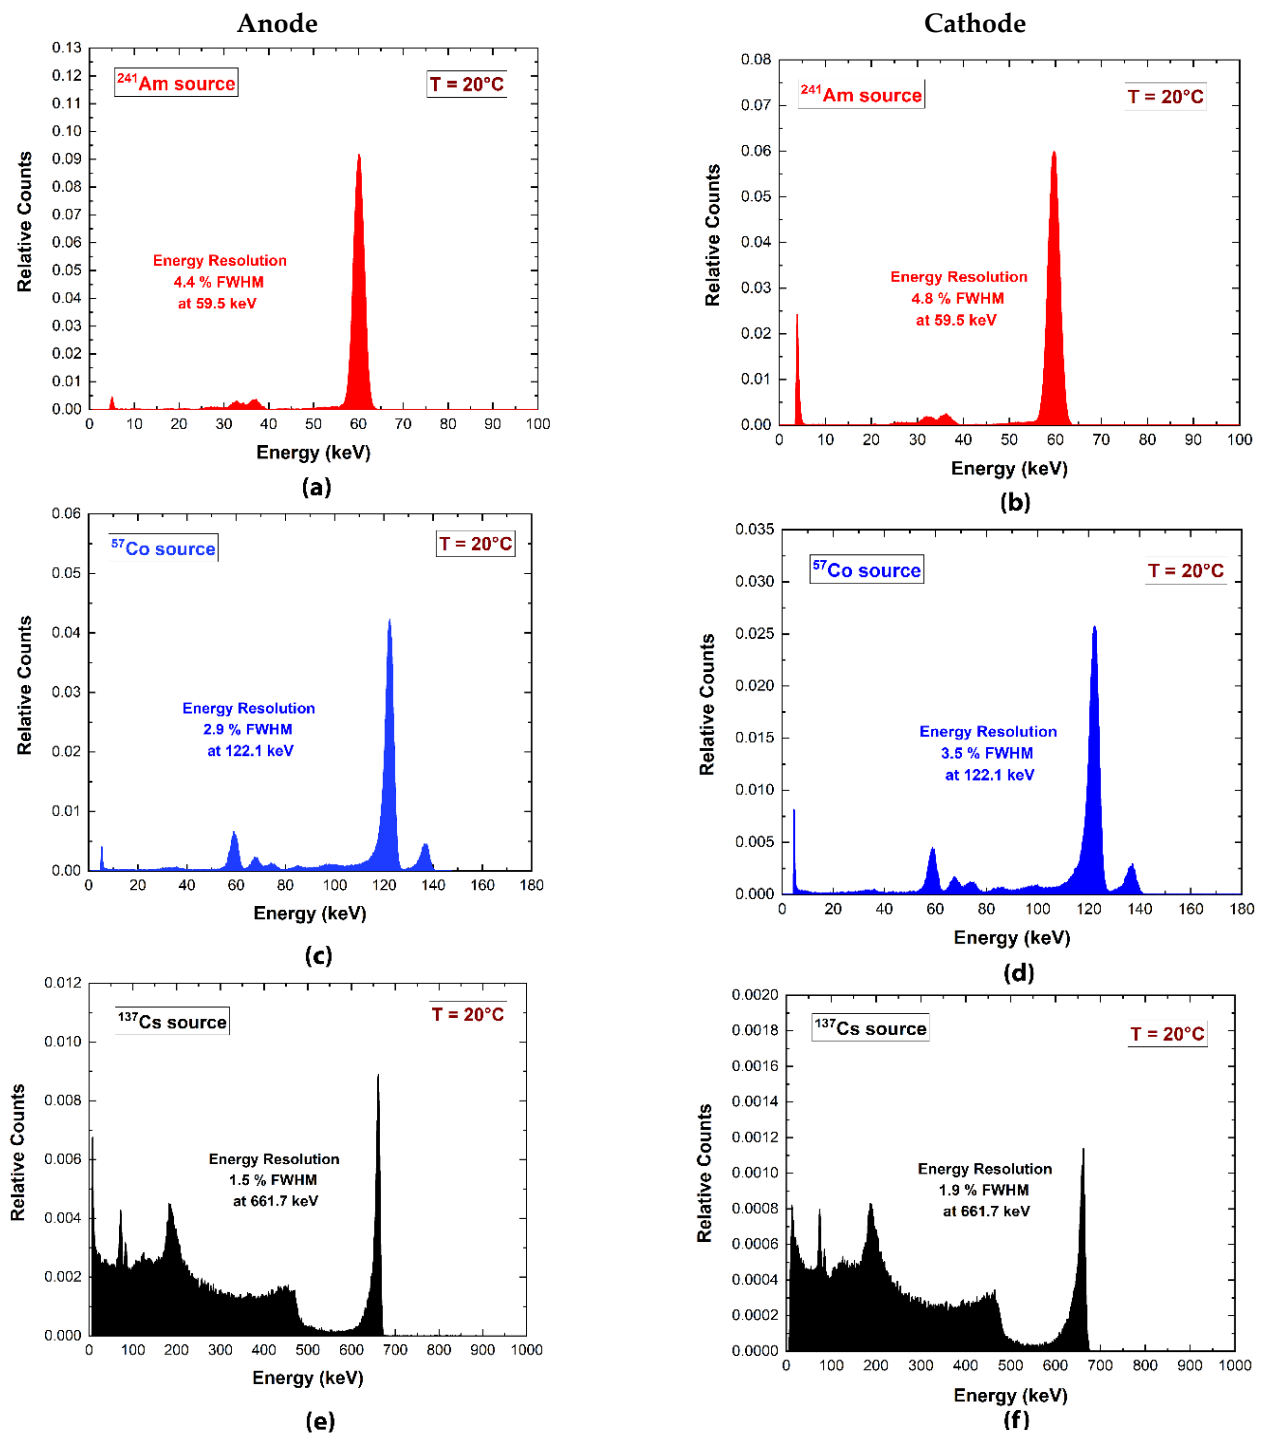 Anode
Cathode
0.13
0.12
0.11
0.10
0.09
0.08
0.07
0.06
0.05
0.04
0.03
0.02
0.01
0.00
Relative Counts
²⁴¹Am source
T = 20°C
Energy Resolution
4.4 % FWHM
at 59.5 keV
0 10 20 30 40 50 60 70 80 90 100
Energy (keV)
(a)
0.08
0.07
0.06
0.05
0.04
0.03
0.02
0.01
0.00
Relative Counts
²⁴¹Am source
T = 20°C
Energy Resolution
4.8 % FWHM
at 59.5 keV
0 10 20 30 40 50 60 70 80 90 100
Energy (keV)
(b)
0.06
0.05
0.04
0.03
0.02
0.01
0.00
Relative Counts
⁵⁷Co source
T = 20°C
Energy Resolution
2.9 % FWHM
at 122.1 keV
0 20 40 60 80 100 120 140 160 180
Energy (keV)
(c)
0.035
0.030
0.025
0.020
0.015
0.010
0.005
0.000
Relative Counts
⁵⁷Co source
T = 20°C
Energy Resolution
3.5 % FWHM
at 122.1 keV
0 20 40 60 80 100 120 140 160 180
Energy (keV)
(d)
0.012
0.010
0.008
0.006
0.004
0.002
0.000
Relative Counts
¹³⁷Cs source
T = 20°C
Energy Resolution
1.5 % FWHM
at 661.7 keV
0 100 200 300 400 500 600 700 800 900 1000
Energy (keV)
(e)
0.0020
0.0018
0.0016
0.0014
0.0012
0.0010
0.0008
0.0006
0.0004
0.0002
0.0000
Relative Counts
¹³⁷Cs source
T = 20°C
Energy Resolution
1.9 % FWHM
at 661.7 keV
0 100 200 300 400 500 600 700 800 900 1000
Energy (keV)
(f)